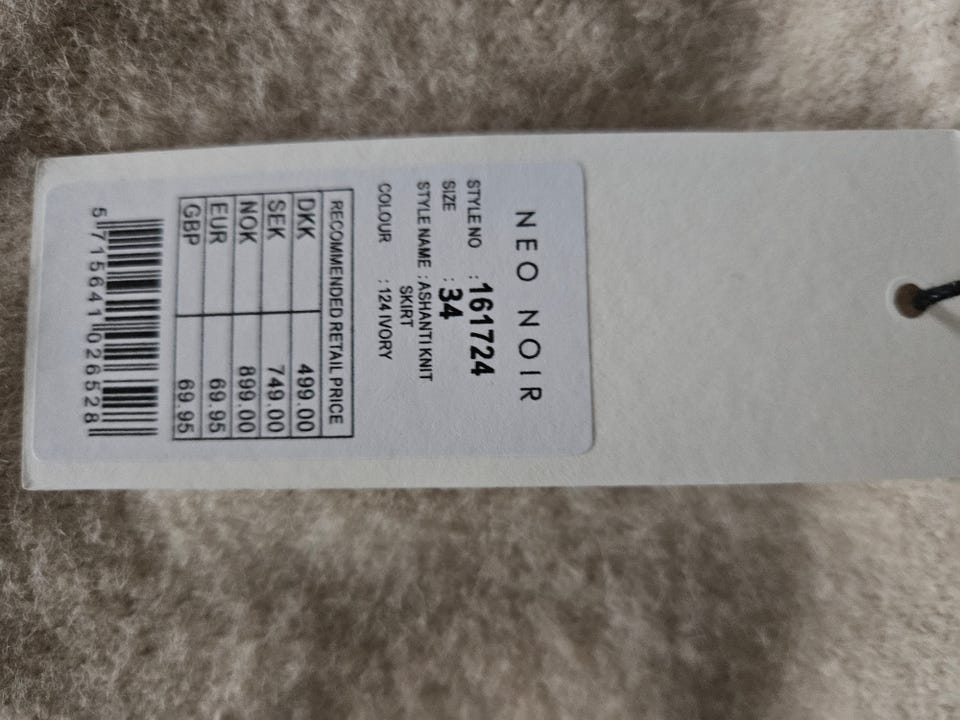 NEO NOIR
STYLE NO : 161724
SIZE : 34
STYLE NAME : ASHANTI KNIT
SKIRT
COLOUR : 124 IVORY
RECOMMENDED RETAIL PRICE
DKK 499.00
SEK 749.00
NOK 899.00
EUR 69.95
GBP 69.95
5 715641 026528